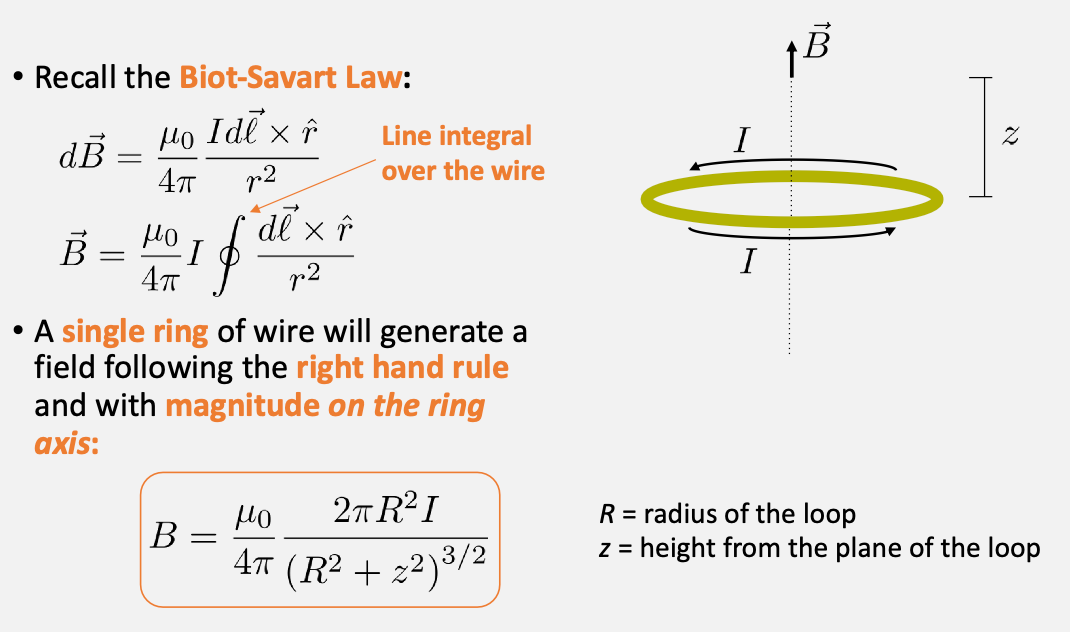 • Recall the Biot-Savart Law:
$d\vec{B} = \frac{\mu_0}{4\pi} \frac{I d\vec{\ell} \times \hat{r}}{r^2}$
Line integral
over the wire
$\vec{B} = \frac{\mu_0}{4\pi} I \oint \frac{d\vec{\ell} \times \hat{r}}{r^2}$
• A single ring of wire will generate a
field following the right hand rule
and with magnitude on the ring
axis:
$B = \frac{\mu_0}{4\pi} \frac{2\pi R^2 I}{(R^2 + z^2)^{3/2}}$
$\vec{B}$
I
z
I
R = radius of the loop
z = height from the plane of the loop